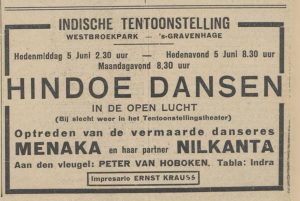 INDISCHE TENTOONSTELLING
WESTBROEKPARK - 's-GRAVENHAGE
Hedenmiddag 5 Juni 2.30 uur — Hedenavond 5 Juni 8.30 uur
Maandagavond 8,30 uur
HINDOE DANSEN
IN DE OPEN LUCHT
(Bij slecht weer in het Tentoonstellingstheater)
Optreden van de vermaarde danseres
MENAKA en haar partner NILKANTA
Aan den vleugel: PETER VAN HOBOKEN, Tabla: Indra
Impresario ERNST KRAUSS